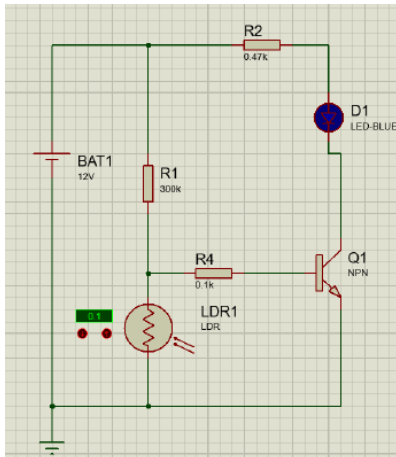 R2
0.47k
D1
LED-BLUE
BAT1
12V
R1
300k
R4
0.1k
Q1
NPN
0.1
LDR1
LDR